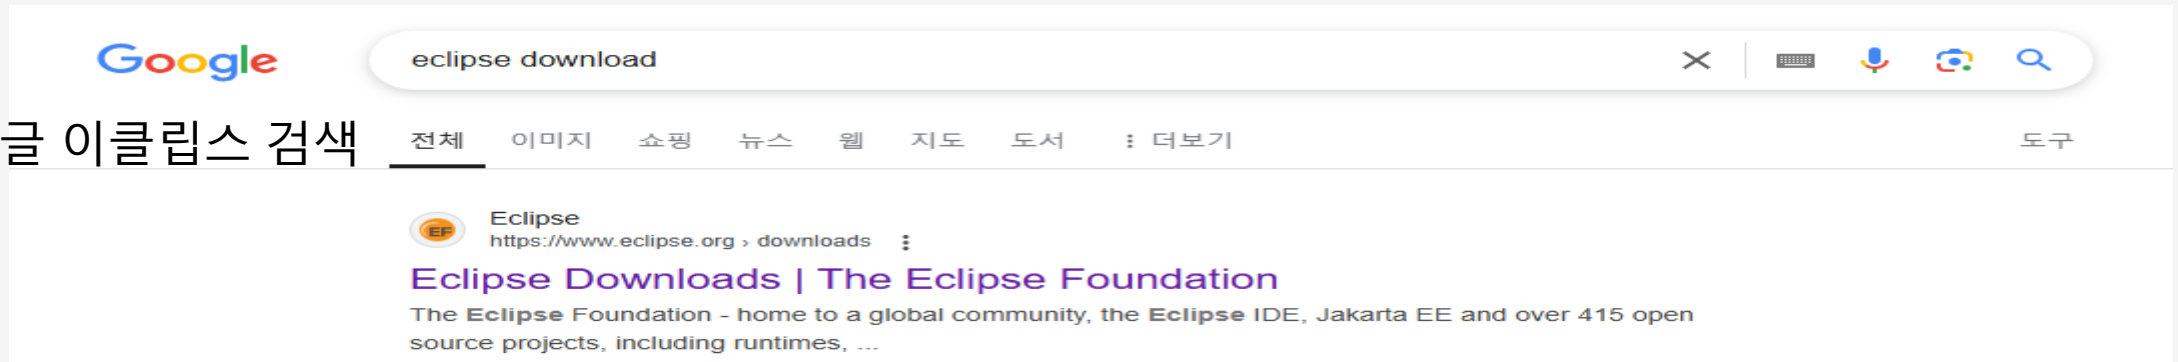 Google
eclipse download
글 이클립스 검색
전체 이미지 쇼핑 뉴스 웹 지도 도서 더보기 도구
EF
Eclipse
https://www.eclipse.org › downloads
Eclipse Downloads | The Eclipse Foundation
The Eclipse Foundation - home to a global community, the Eclipse IDE, Jakarta EE and over 415 open
source projects, including runtimes, ...